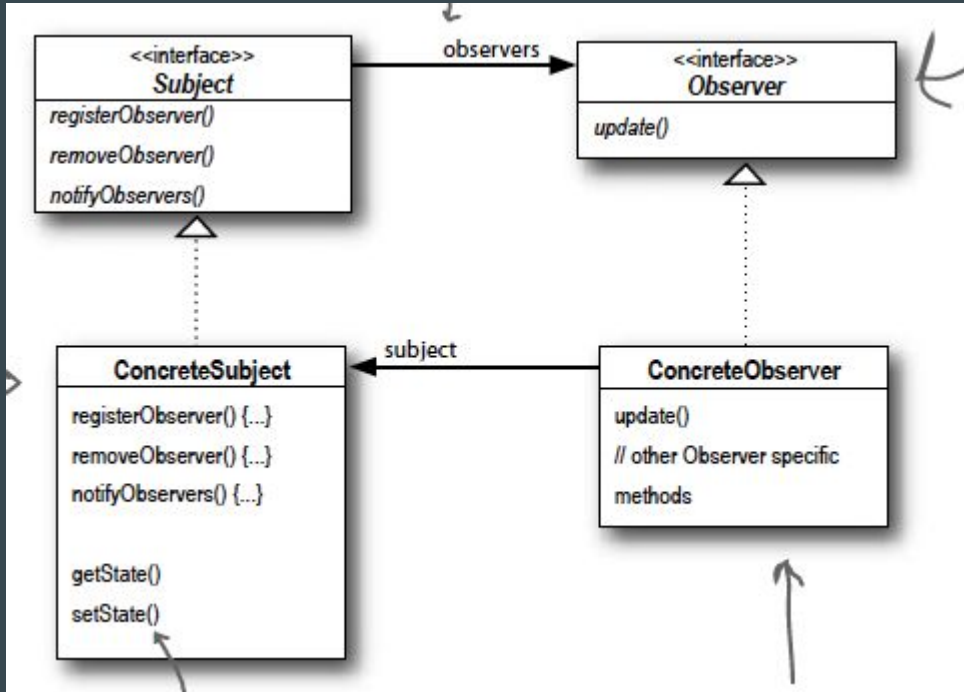 <<interface>>
Subject
registerObserver()
removeObserver()
notifyObservers()
observers
<<interface>>
Observer
update()
ConcreteSubject
registerObserver() {...}
removeObserver() {...}
notifyObservers() {...}
getState()
setState()
subject
ConcreteObserver
update()
// other Observer specific
methods